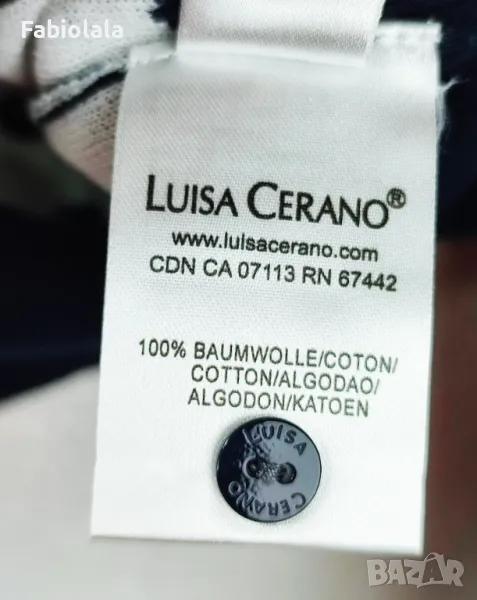 Fabiolala
LUISA CERANO®
www.luisacerano.com
CDN CA 07113 RN 67442
100% BAUMWOLLE/COTON/
COTTON/ALGODAO/
ALGODON/KATOEN
LUISA
CERANO
BAZAR